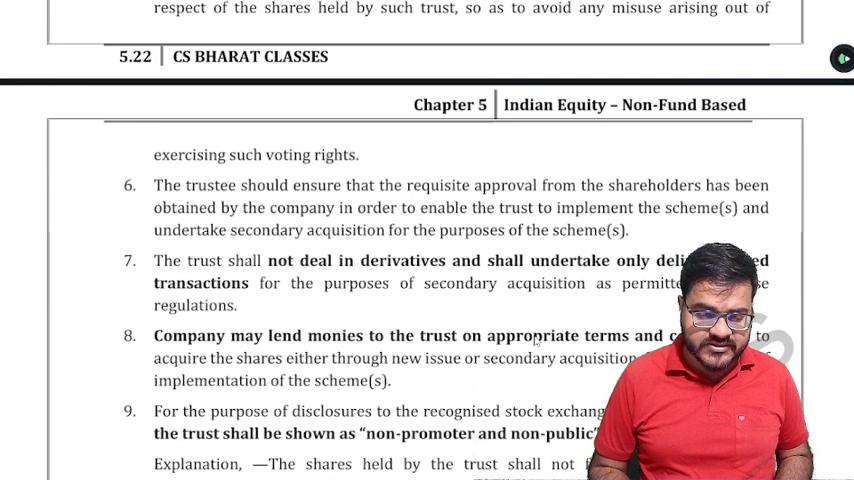 respect of the shares held by such trust, so as to avoid any misuse arising out of
5.22 CS BHARAT CLASSES
Chapter 5 Indian Equity – Non-Fund Based
exercising such voting rights.
6. The trustee should ensure that the requisite approval from the shareholders has been
obtained by the company in order to enable the trust to implement the scheme(s) and
undertake secondary acquisition for the purposes of the scheme(s).
7. The trust shall not deal in derivatives and shall undertake only
transactions for the purposes of secondary acquisition as
regulations.
8. Company may lend monies to the trust on appropriate terms and to
acquire the shares either through new issue or secondary acquisition
implementation of the scheme(s).
9. For the purpose of disclosures to the recognised stock
the trust shall be shown as "non-promoter and non-public"
Explanation, —The shares held by the trust shall not